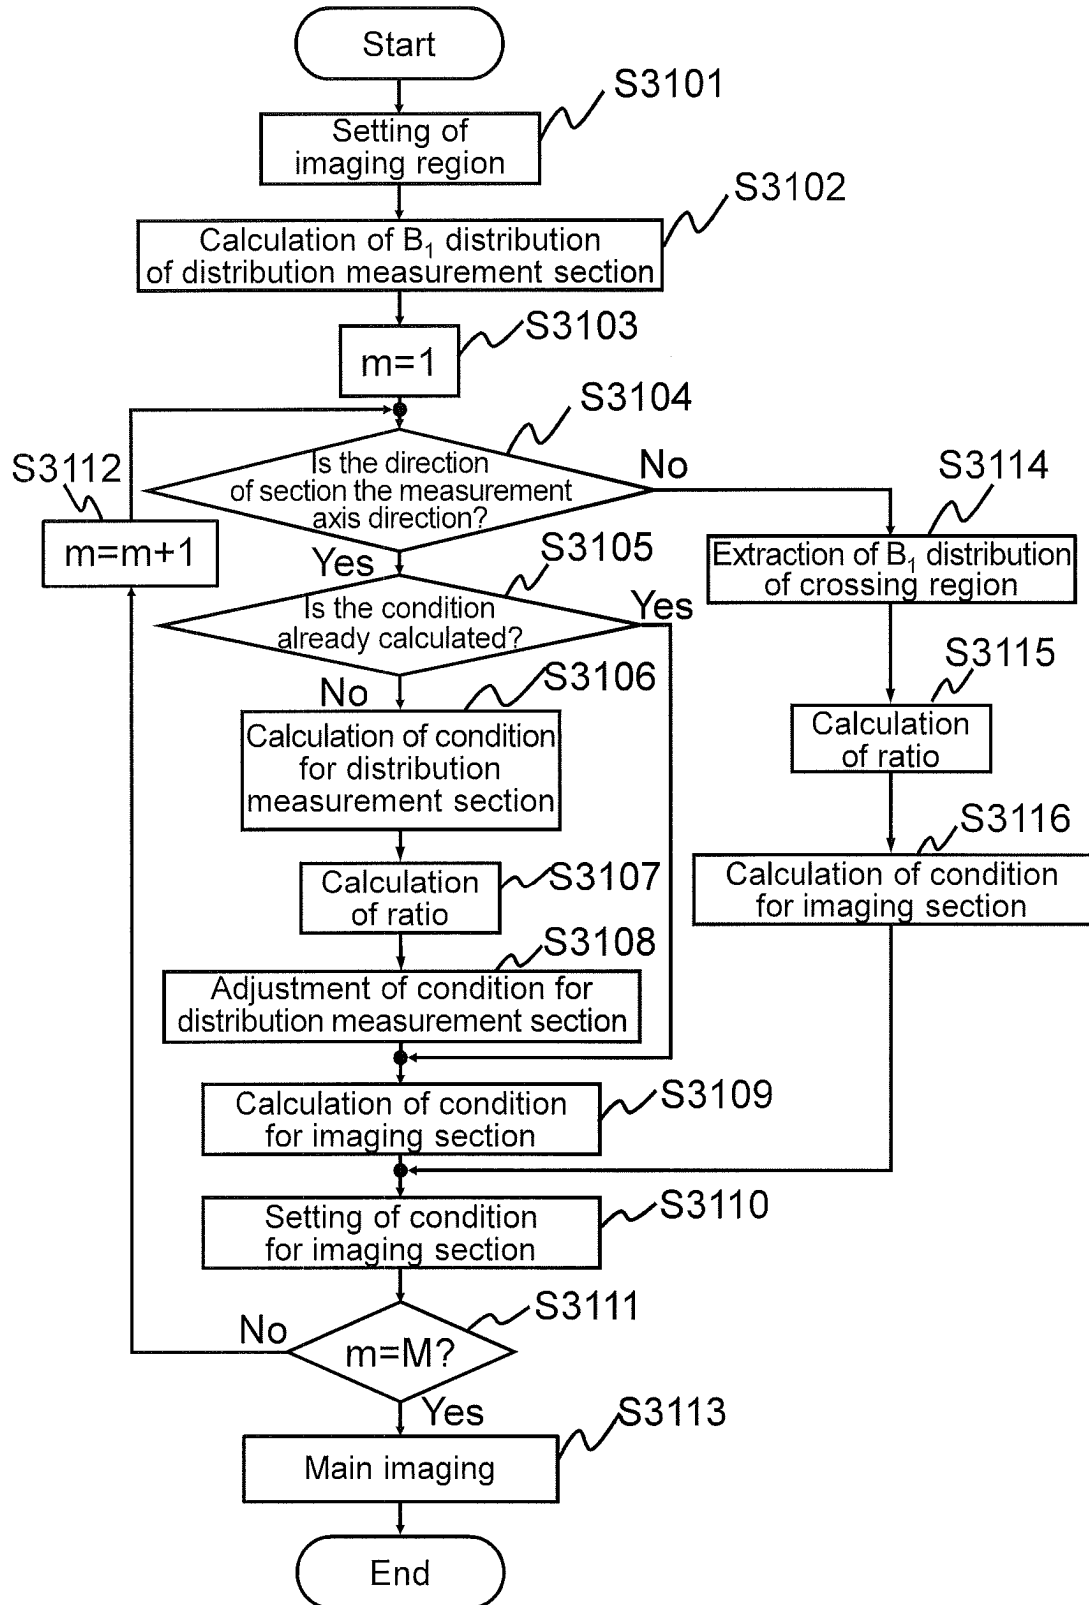 Start
S3101
Setting of
imaging region
S3102
Calculation of B₁ distribution
of distribution measurement section
S3103
m=1
S3104
Is the direction
of section the measurement
axis direction?
No
S3112
m=m+1
S3114
Extraction of B₁ distribution
of crossing region
Yes
S3105
Is the condition
already calculated?
Yes
S3115
Calculation
of ratio
No
S3106
Calculation of condition
for distribution
measurement section
S3116
Calculation of condition
for imaging section
S3107
Calculation
of ratio
S3108
Adjustment of condition for
distribution measurement section
S3109
Calculation of condition
for imaging section
S3110
Setting of condition
for imaging section
S3111
No
m=M?
Yes
S3113
Main imaging
End